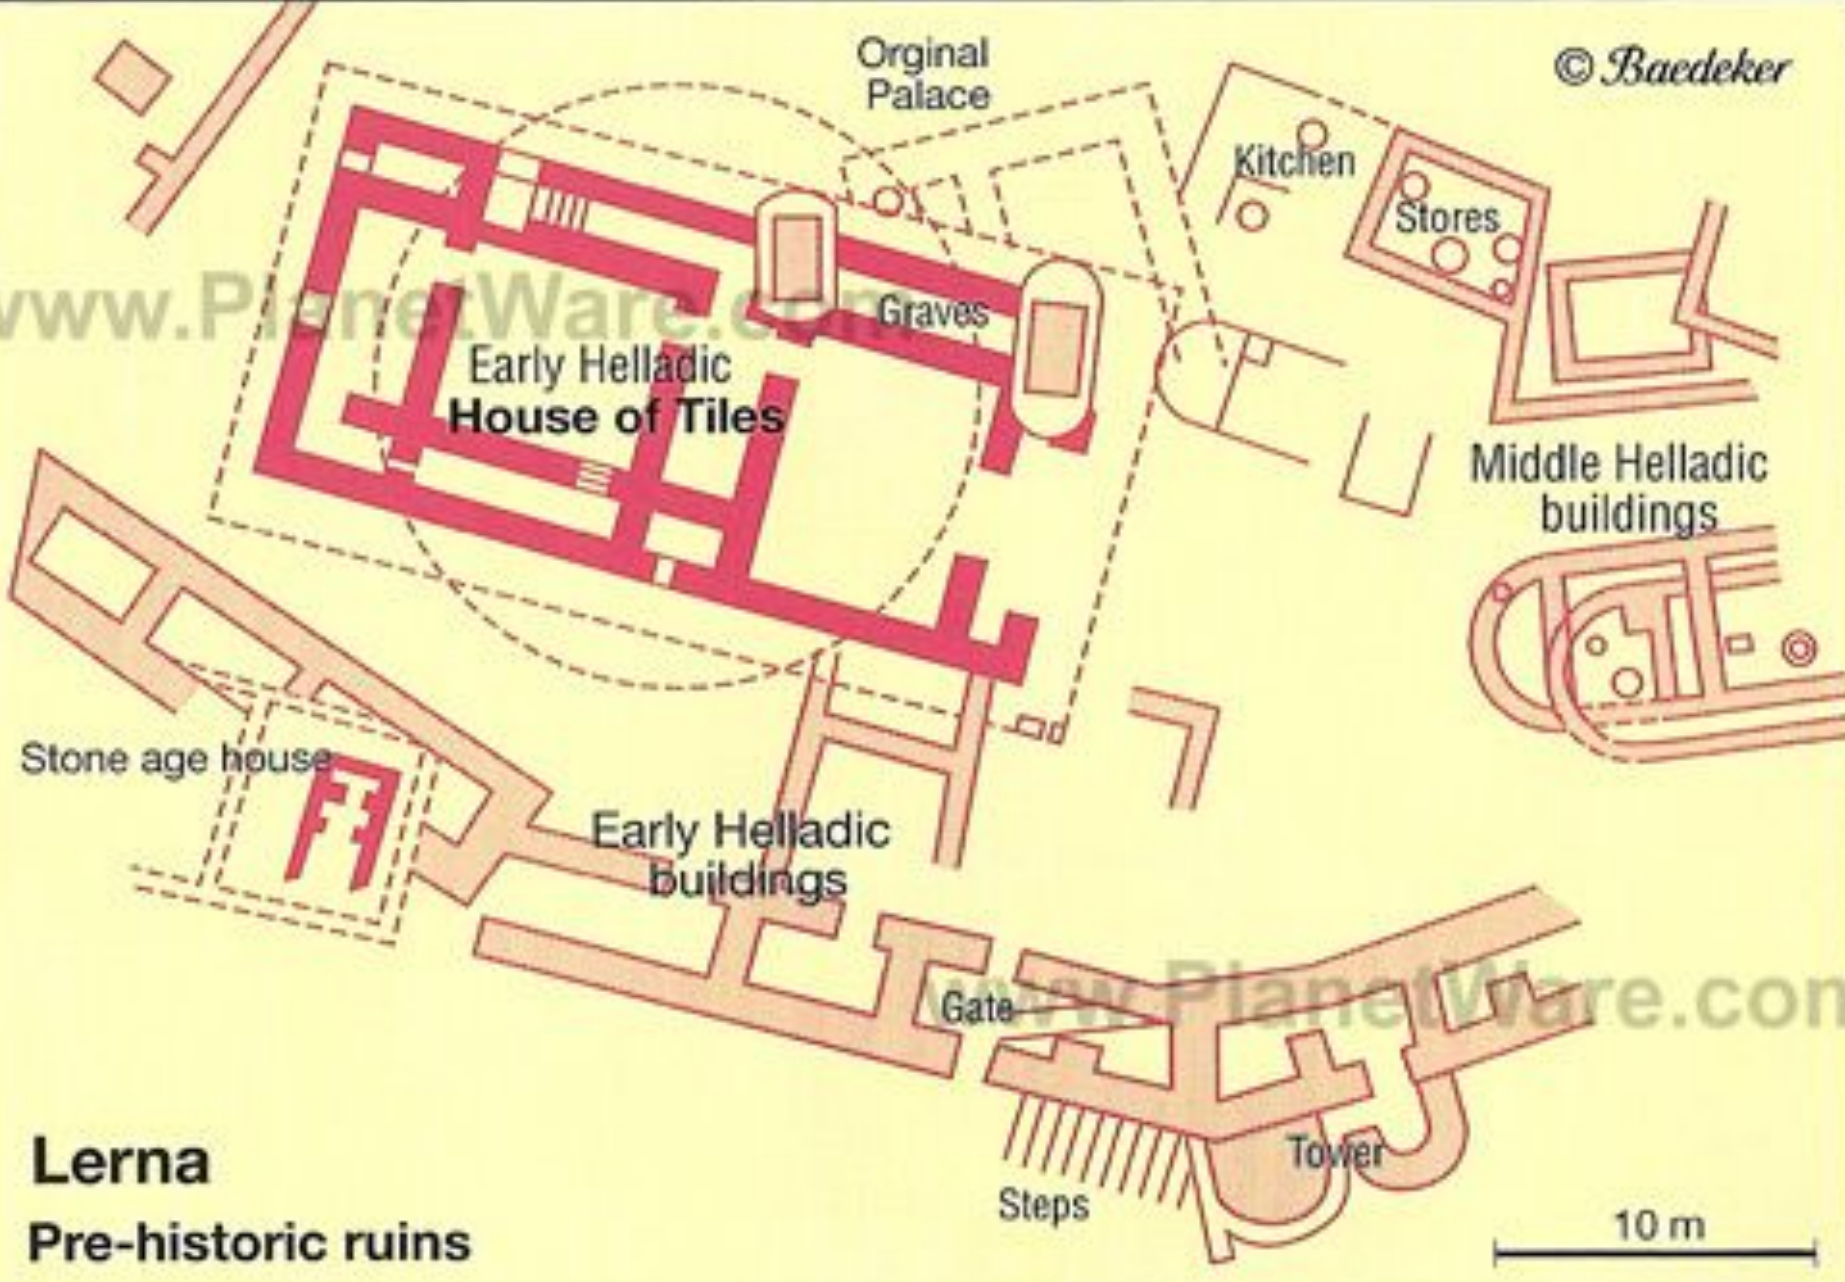 Orginal
Palace
© Baedeker
Kitchen
Stores
www.PlanetWare.com
Graves
Early Helladic
House of Tiles
Middle Helladic
buildings
Stone age house
Early Helladic
buildings
www.PlanetWare.com
Gate
Tower
Steps
Lerna
Pre-historic ruins
10 m